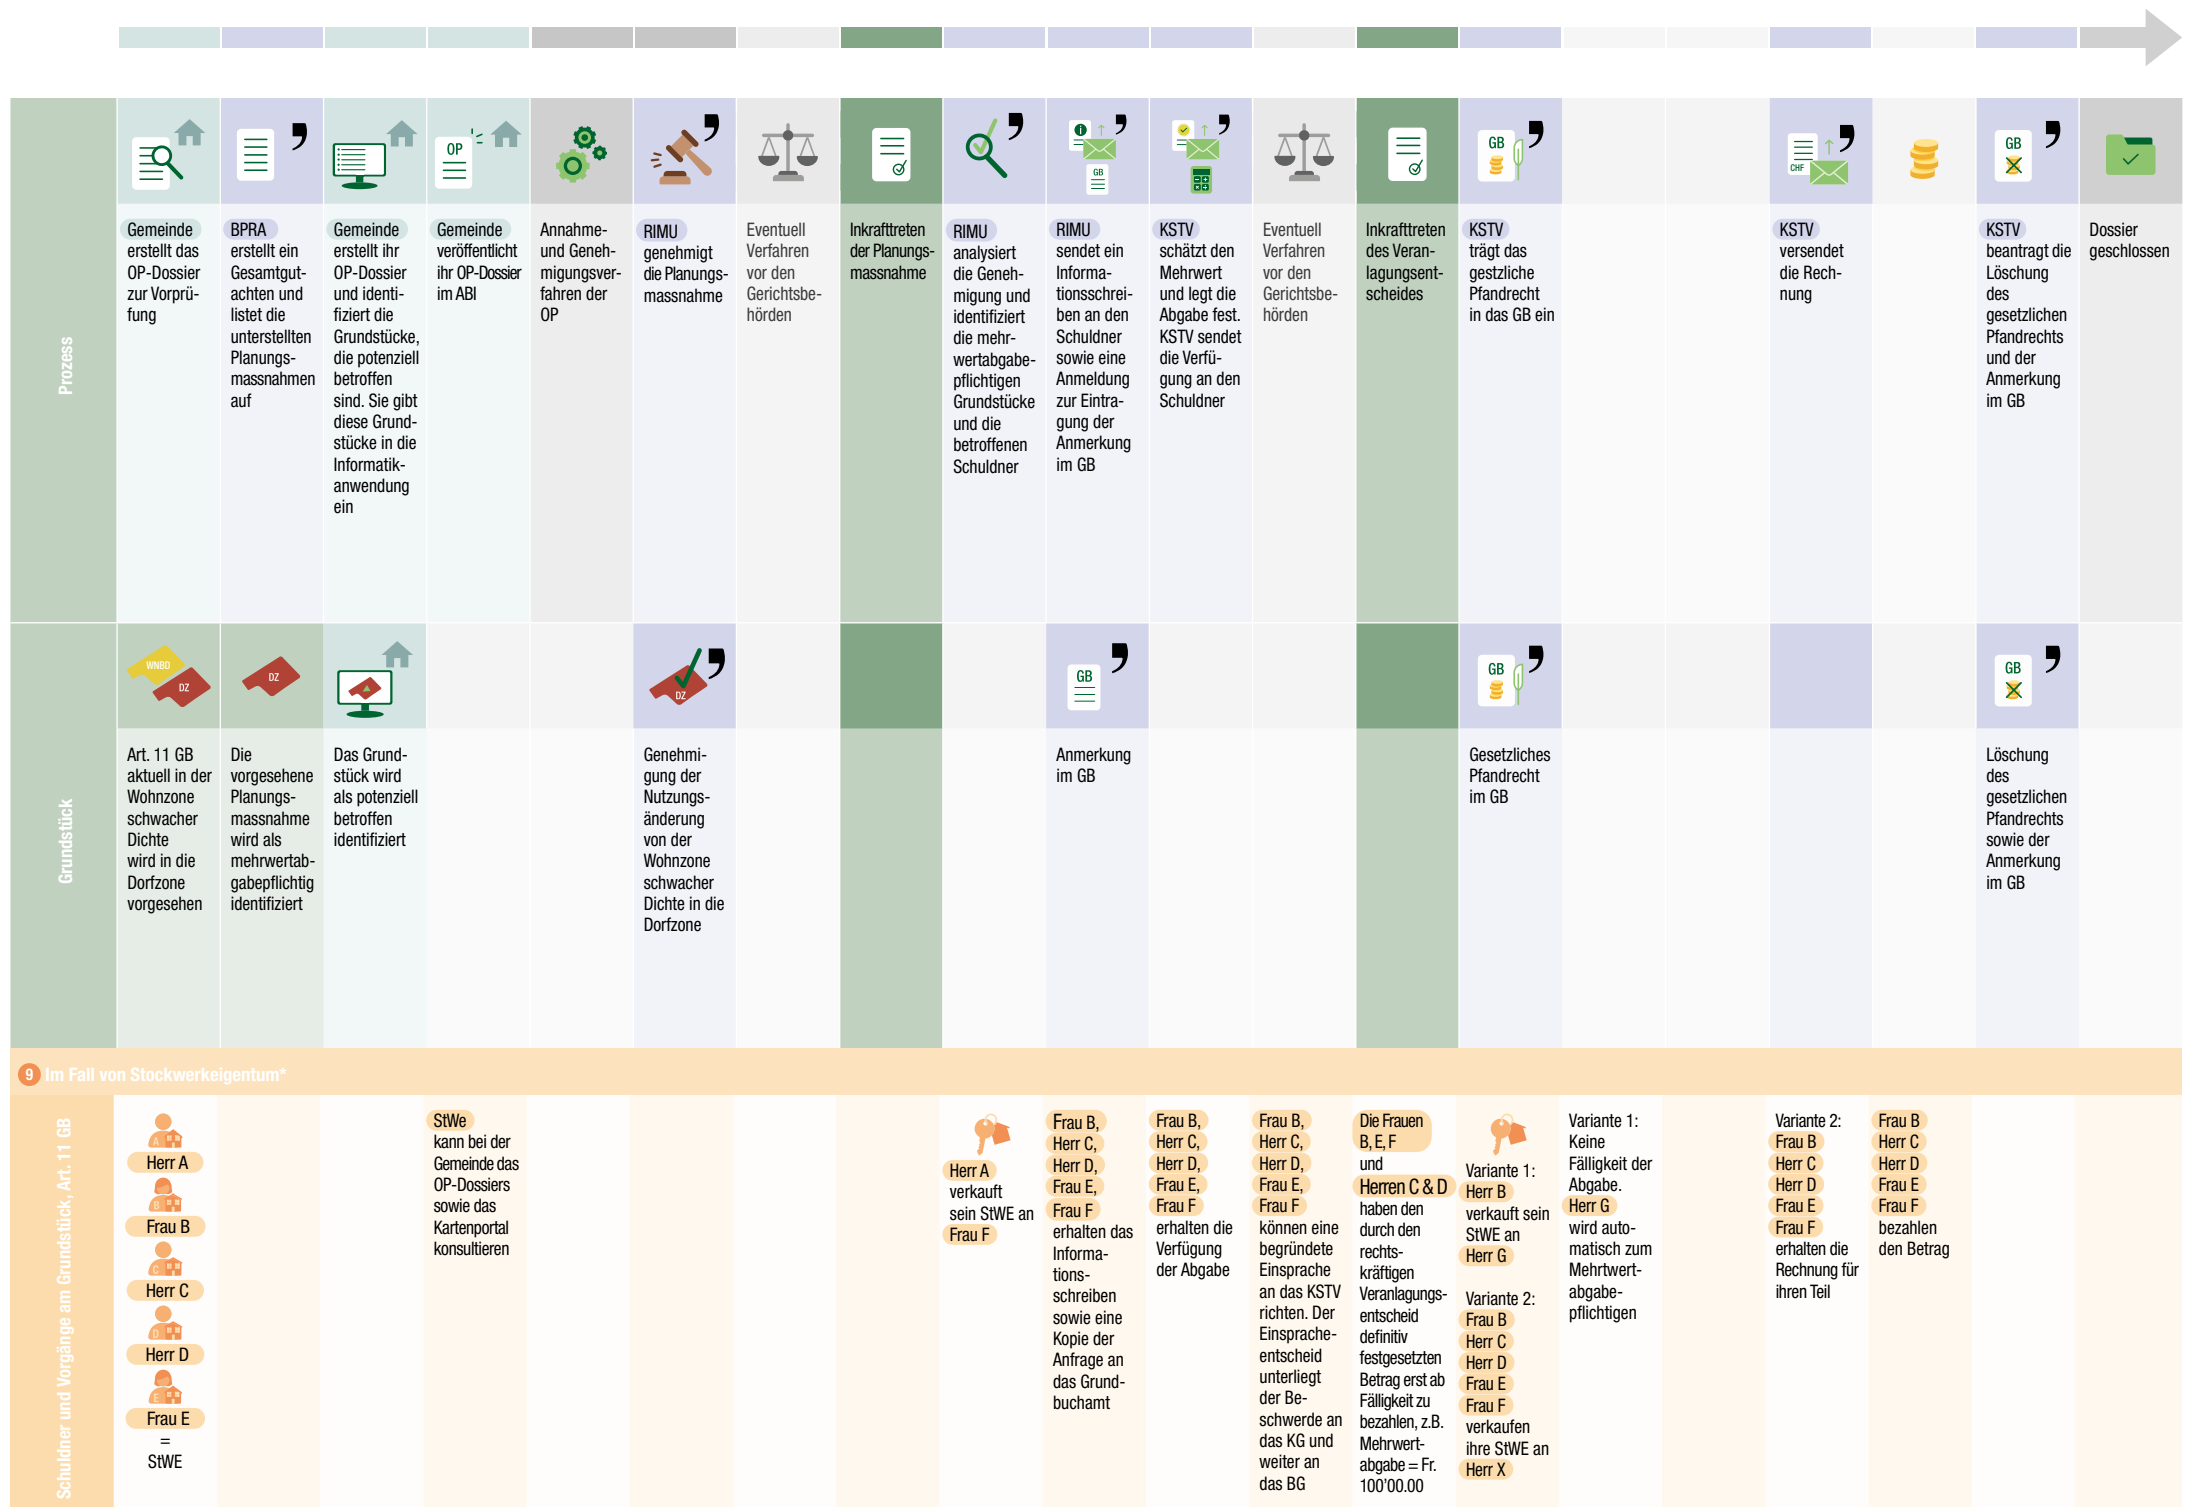 Prozess
OP
GB
GB
CHF
GB
Gemeinde
erstellt das
OP-Dossier
zur Vorprü-
fung
BPRA
erstellt ein
Gesamtgut-
achten und
listet die
unterstellten
Planungs-
massnahmen
auf
Gemeinde
erstellt ihr
OP-Dossier
und identi-
fiziert die
Grundstücke,
die potenziell
betroffen
sind. Sie gibt
diese Grund-
stücke in die
Informatik-
anwendung
ein
Gemeinde
veröffentlicht
ihr OP-Dossier
im ABl
Annahme-
und Geneh-
migungsver-
fahren der
OP
RIMU
genehmigt
die Planungs-
massnahme
Eventuell
Verfahren
vor den
Gerichtsbe-
hörden
Inkrafttreten
der Planungs-
massnahme
RIMU
analysiert
die Geneh-
migung und
identifiziert
die mehr-
wertabgabe-
pflichtigen
Grundstücke
und die
betroffenen
Schuldner
RIMU
sendet ein
Informa-
tionsschrei-
ben an den
Schuldner
sowie eine
Anmeldung
zur Eintra-
gung der
Anmerkung
im GB
KSTV
schätzt den
Mehrwert
und legt die
Abgabe fest.
KSTV sendet
die Verfü-
gung an den
Schuldner
Eventuell
Verfahren
vor den
Gerichtsbe-
hörden
Inkrafttreten
des Veran-
lagungsent-
scheides
KSTV
trägt das
gestzliche
Pfandrecht
in das GB ein
KSTV
versendet
die Rech-
nung
KSTV
beantragt die
Löschung
des
gesetzlichen
Pfandrechts
und der
Anmerkung
im GB
Dossier
geschlossen
Grundstück
WNBD
DZ
DZ
DZ
GB
GB
GB
Art. 11 GB
aktuell in der
Wohnzone
schwacher
Dichte
wird in die
Dorfzone
vorgesehen
Die
vorgesehene
Planungs-
massnahme
wird als
mehrwertab-
gabepflichtig
identifiziert
Das Grund-
stück wird
als potenziell
betroffen
identifiziert
Genehmi-
gung der
Nutzungs-
änderung
von der
Wohnzone
schwacher
Dichte in die
Dorfzone
Anmerkung
im GB
Gesetzliches
Pfandrecht
im GB
Löschung
des
gesetzlichen
Pfandrechts
sowie der
Anmerkung
im GB
9 Im Fall von Stockwerkeigentum*
Schuldner und Vorgänge am Grundstück, Art. 11 GB
A
Herr A
B
Frau B
C
Herr C
D
Herr D
E
Frau E
=
StWE
StWe
kann bei der
Gemeinde das
OP-Dossiers
sowie das
Kartenportal
konsultieren
Herr A
verkauft
sein StWE an
Frau F
Frau B,
Herr C,
Herr D,
Frau E,
Frau F
erhalten das
Informa-
tions-
schreiben
sowie eine
Kopie der
Anfrage an
das Grund-
buchamt
Frau B,
Herr C,
Herr D,
Frau E,
Frau F
erhalten die
Verfügung
der Abgabe
Frau B,
Herr C,
Herr D,
Frau E,
Frau F
können eine
begründete
Einsprache
an das KSTV
richten. Der
Einsprache-
entscheid
unterliegt
der Be-
schwerde an
das KG und
weiter an
das BG
Die Frauen
B, E, F
und
Herren C & D
haben den
durch den
rechts-
kräftigen
Veranlagungs-
entscheid
definitiv
festgesetzten
Betrag erst ab
Fälligkeit zu
bezahlen, z.B.
Mehrwert-
abgabe = Fr.
100'00.00
Variante 1:
Herr B
verkauft sein
StWE an
Herr G
Variante 2:
Frau B
Herr C
Herr D
Frau E
Frau F
verkaufen
ihre StWE an
Herr X
Variante 1:
Keine
Fälligkeit der
Abgabe.
Herr G
wird auto-
matisch zum
Mehrtwert-
abgabe-
pflichtigen
Variante 2:
Frau B
Herr C
Herr D
Frau E
Frau F
erhalten die
Rechnung für
ihren Teil
Frau B
Herr C
Herr D
Frau E
Frau F
bezahlen
den Betrag